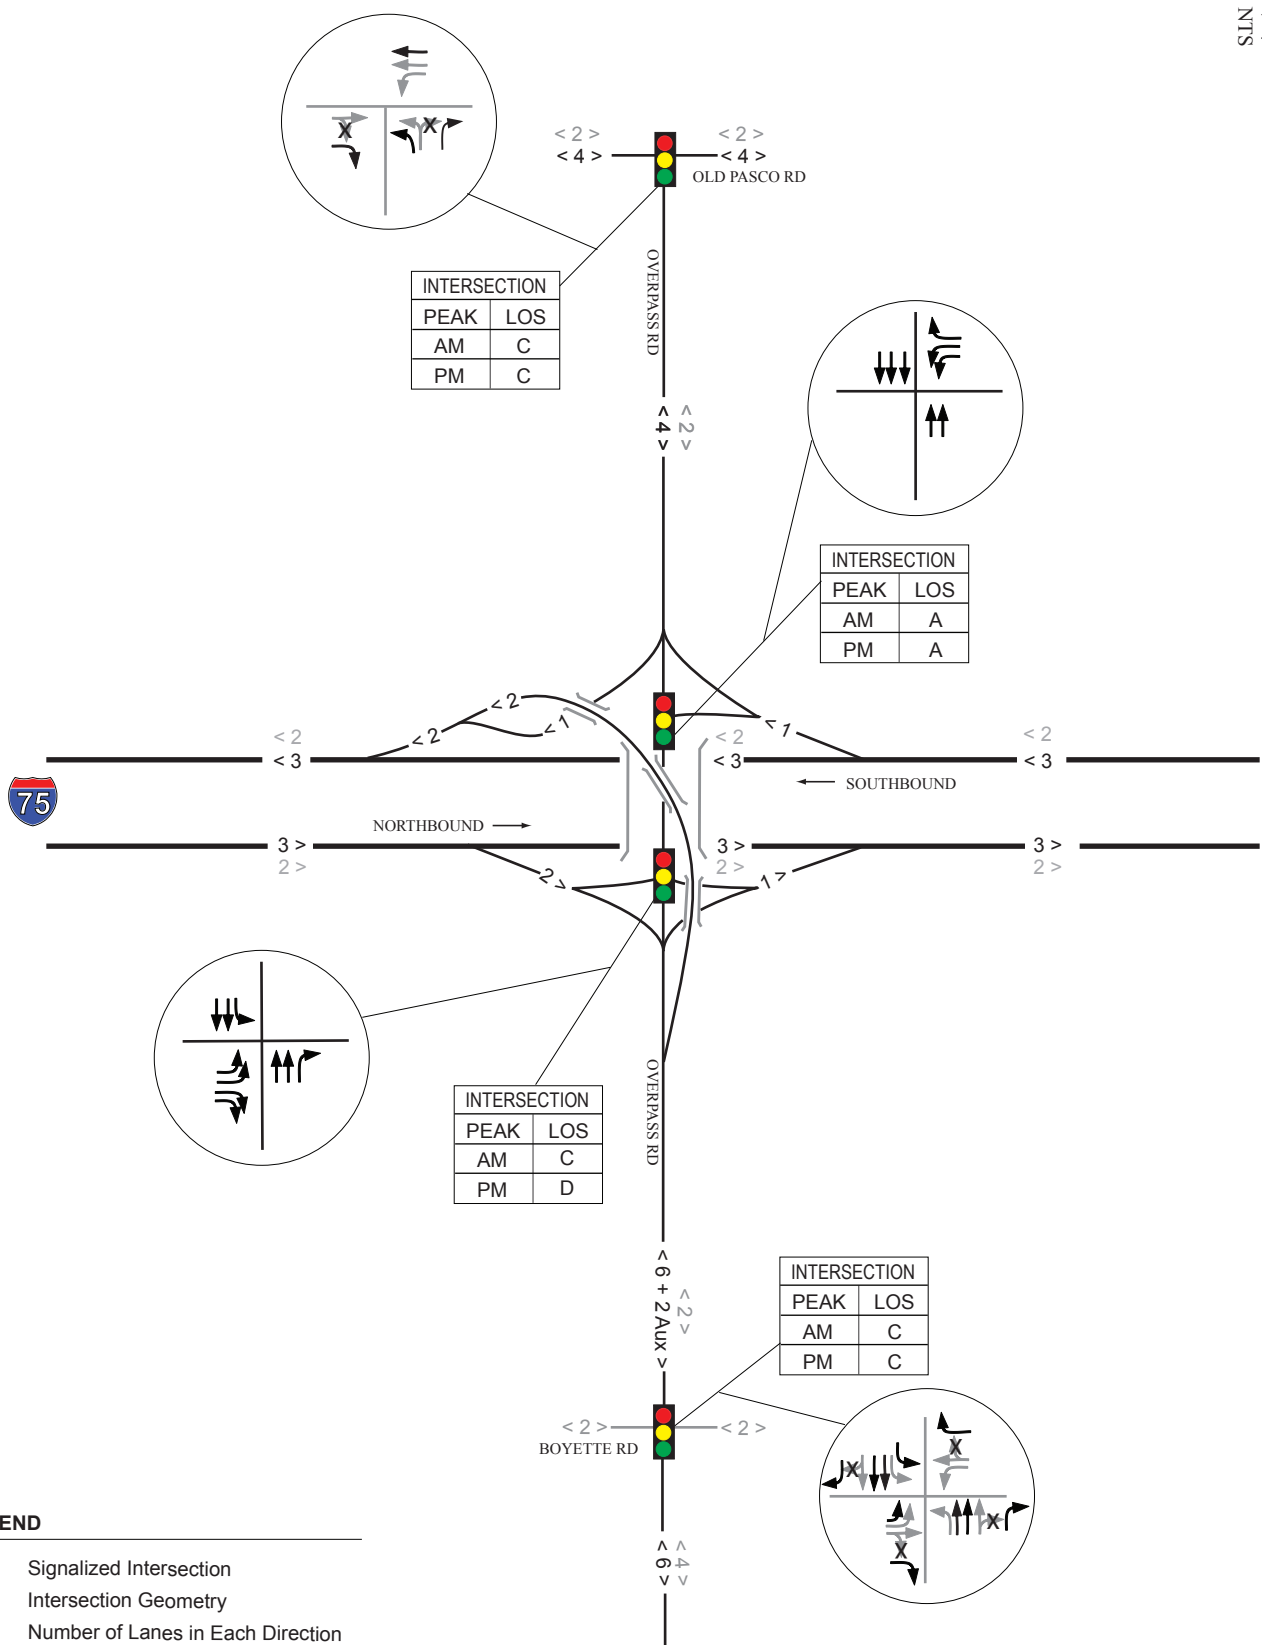 NTS
X
X
< 2 >
< 4 >
< 2 >
< 4 >
OLD PASCO RD
INTERSECTION
PEAK LOS
AM C
PM C
OVERPASS RD
< 4 >
< 2 >
INTERSECTION
PEAK LOS
AM A
PM A
< 2
< 1
< 2
< 1
< 2
< 3
< 2
< 3
< 2
< 3
75
SOUTHBOUND
NORTHBOUND
3 >
2 >
3 >
2 >
3 >
2 >
2 >
1 >
INTERSECTION
PEAK LOS
AM C
PM D
OVERPASS RD
< 6 + 2 Aux >
< 2 >
INTERSECTION
PEAK LOS
AM C
PM C
< 2 >
< 2 >
BOYETTE RD
X
X
X
X
< 6 >
< 4 >
END
Signalized Intersection
Intersection Geometry
Number of Lanes in Each Direction